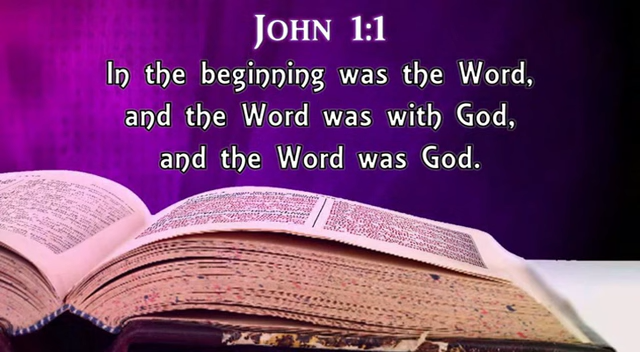 John 1:1
In the beginning was the Word,
and the Word was with God,
and the Word was God.